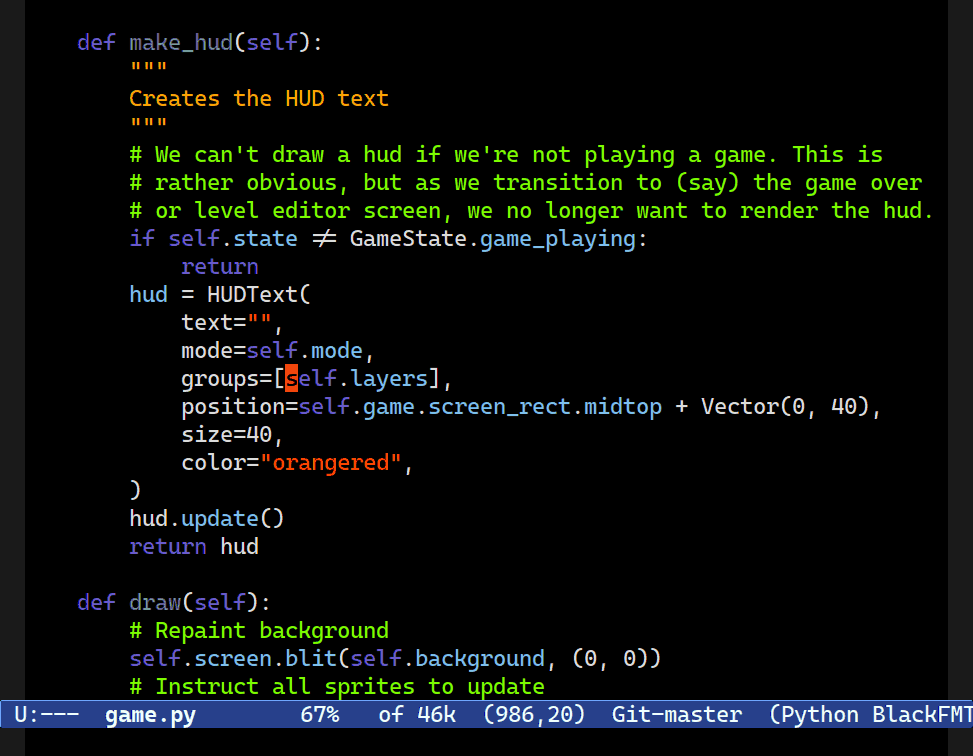 def make_hud(self):
"""
Creates the HUD text
"""
# We can't draw a hud if we're not playing a game. This is
# rather obvious, but as we transition to (say) the game over
# or level editor screen, we no longer want to render the hud.
if self.state ≠ GameState.game_playing:
return
hud = HUDText(
text="",
mode=self.mode,
groups=[self.layers],
position=self.game.screen_rect.midtop + Vector(0, 40),
size=40,
color="orangered",
)
hud.update()
return hud
def draw(self):
# Repaint background
self.screen.blit(self.background, (0, 0))
# Instruct all sprites to update
U:--- game.py 67% of 46k (986,20) Git-master (Python BlackFMT